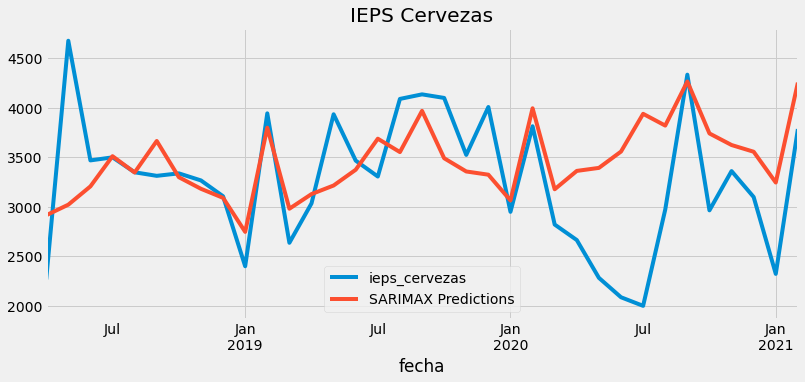 IEPS Cervezas
4500
4000
3500
3000
2500
2000
ieps_cervezas
SARIMAX Predictions
Jul
Jan
2019
Jul
Jan
2020
Jul
Jan
2021
fecha